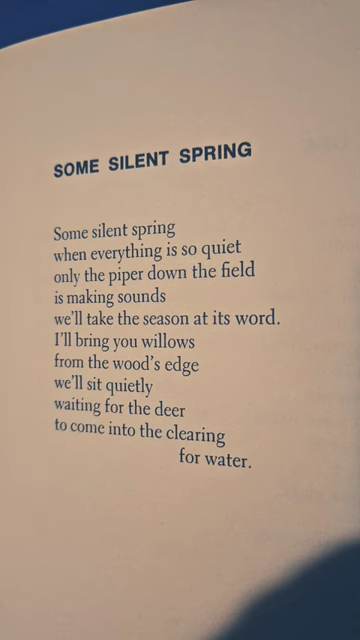 SOME SILENT SPRING
Some silent spring
when everything is so quiet
only the piper down the field
is making sounds
we'll take the season at its word.
I'll bring you willows
from the wood's edge
we'll sit quietly
waiting for the deer
to come into the clearing
for water.